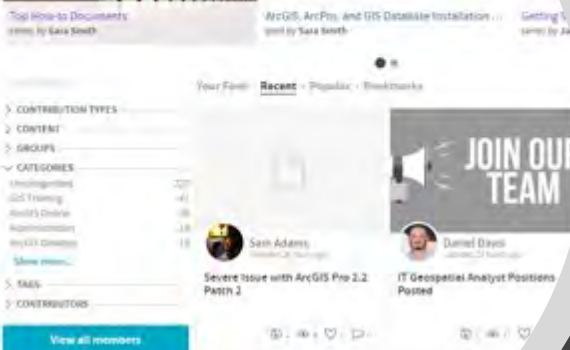 Top How-to Documents
series by Sara Smith
ArcGIS, ArcPro, and GIS Database Installation ...
post by Sara Smith
Getting S
Your Feed Recent Popular Bookmarks
CONTRIBUTION TYPES
CONTENT
GROUPS
CATEGORIES
Uncategorized
GIS Training
ArcGIS Online
Administration
ArcGIS Desktop
Show more...
TAGS
CONTRIBUTORS
View all members
JOIN OUR
TEAM
Sam Adams
Severe Issue with ArcGIS Pro 2.2
Patch 2
Daniel Davis
IT Geospatial Analyst Positions
Posted